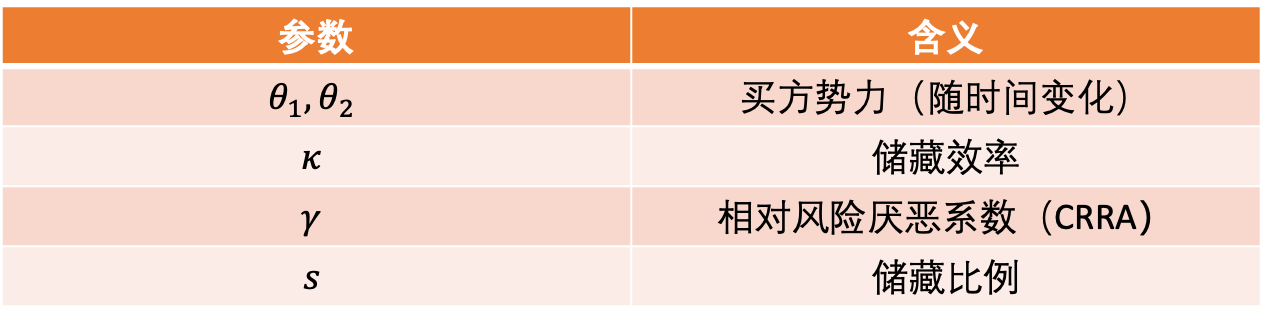 参数 含义
θ₁, θ₂ 买方势力（随时间变化）
κ 储藏效率
γ 相对风险厌恶系数（CRRA）
s 储藏比例